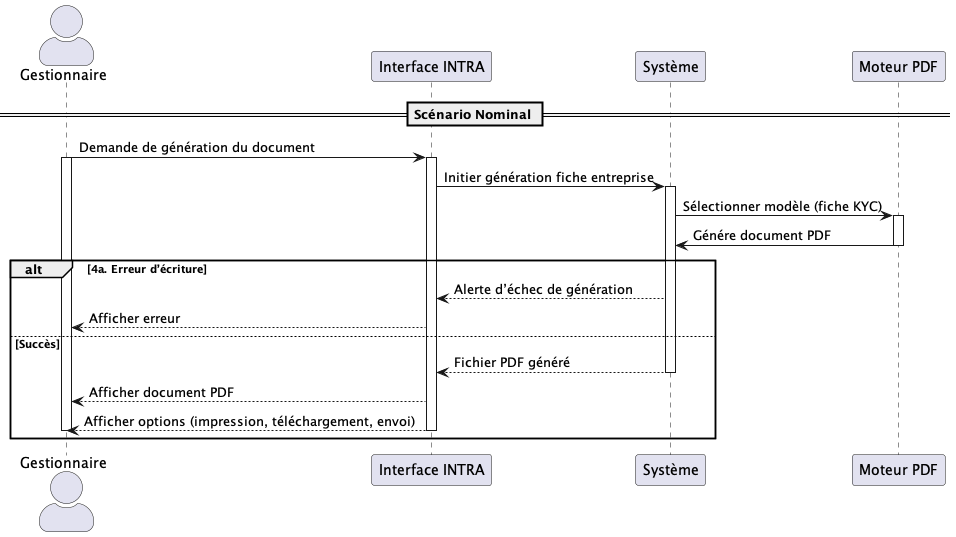 Gestionnaire
Interface INTRA
Système
Moteur PDF
Scénario Nominal
Demande de génération du document
Initier génération fiche entreprise
Sélectionner modèle (fiche KYC)
Génére document PDF
alt
[4a. Erreur d'écriture]
Alerte d'échec de génération
Afficher erreur
[Succès]
Fichier PDF généré
Afficher document PDF
Afficher options (impression, téléchargement, envoi)
Gestionnaire
Interface INTRA
Système
Moteur PDF